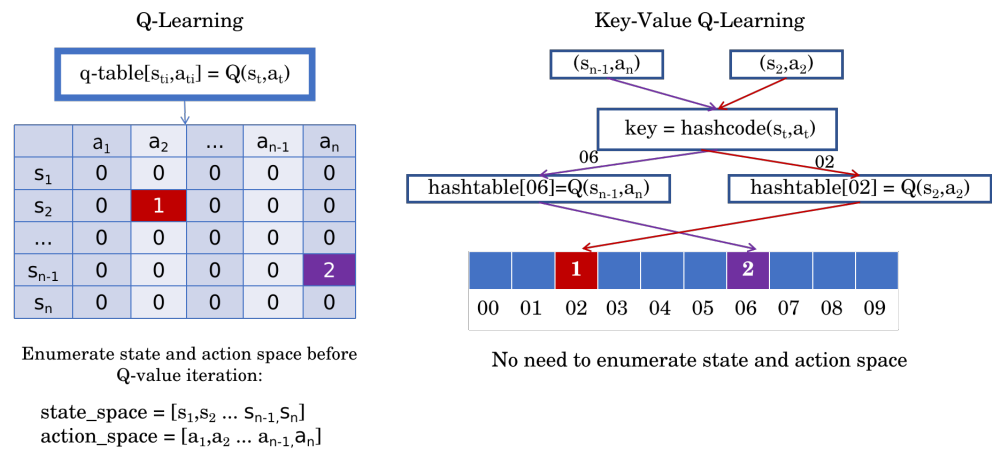 Q-Learning
q-table[s_ti,a_ti] = Q(s_t,a_t)
a_1 a_2 ... a_n-1 a_n
s_1 0 0 0 0 0
s_2 0 1 0 0 0
... 0 0 0 0 0
s_n-1 0 0 0 0 2
s_n 0 0 0 0 0
Enumerate state and action space before
Q-value iteration:
state_space = [s_1,s_2 ... s_n-1,s_n]
action_space = [a_1,a_2 ... a_n-1,a_n]
Key-Value Q-Learning
(s_n-1,a_n) (s_2,a_2)
key = hashcode(s_t,a_t)
06 02
hashtable[06]=Q(s_n-1,a_n) hashtable[02] = Q(s_2,a_2)
1 2
00 01 02 03 04 05 06 07 08 09
No need to enumerate state and action space